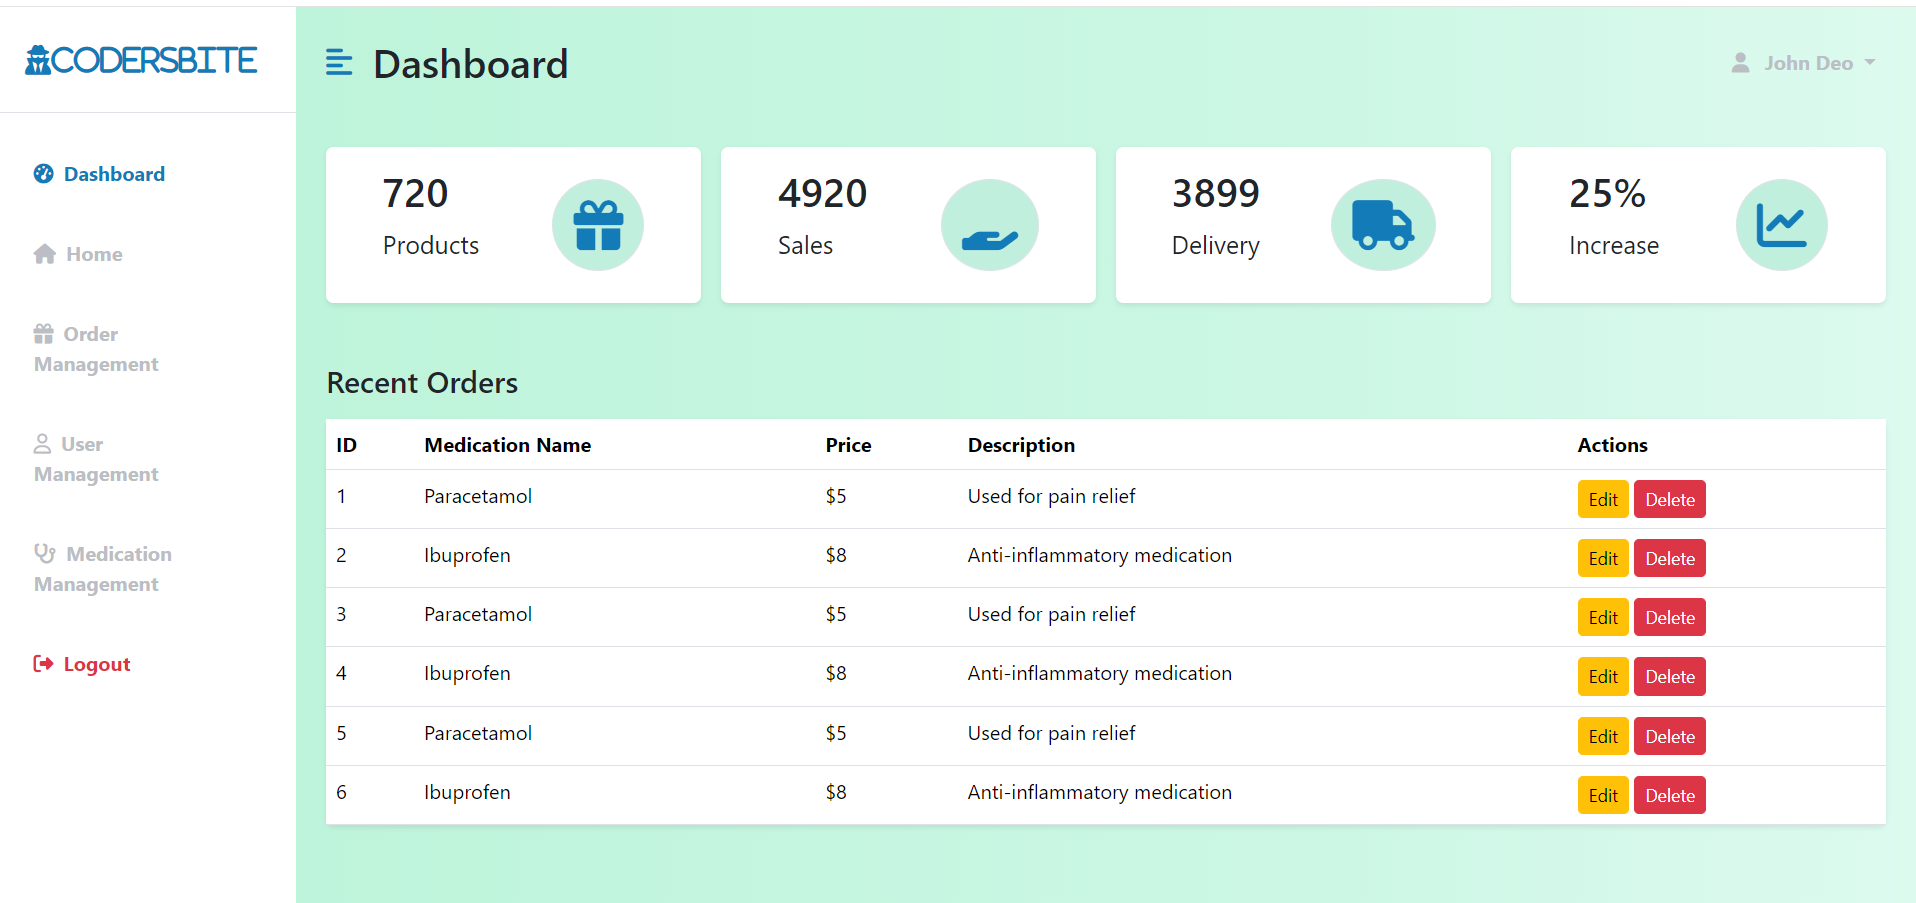 CODERSBITE
Dashboard
John Deo
Dashboard
Home
Order
Management
User
Management
Medication
Management
Logout
720
Products
4920
Sales
3899
Delivery
25%
Increase
Recent Orders
ID Medication Name Price Description Actions
1 Paracetamol $5 Used for pain relief Edit Delete
2 Ibuprofen $8 Anti-inflammatory medication Edit Delete
3 Paracetamol $5 Used for pain relief Edit Delete
4 Ibuprofen $8 Anti-inflammatory medication Edit Delete
5 Paracetamol $5 Used for pain relief Edit Delete
6 Ibuprofen $8 Anti-inflammatory medication Edit Delete